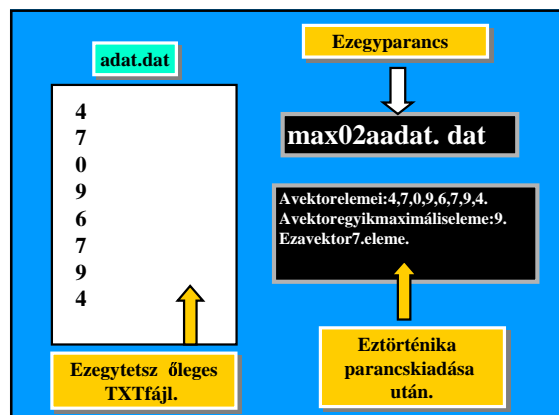 adat.dat
4
7
0
9
6
7
9
4
Ezegytetsz őleges
TXTfájl.
Ezegyparancs
max02aadat. dat
Avektorelemei:4,7,0,9,6,7,9,4.
Avektoregyikmaximáliseleme:9.
Ezavektor7.eleme.
Eztörténika
parancskiadása
után.